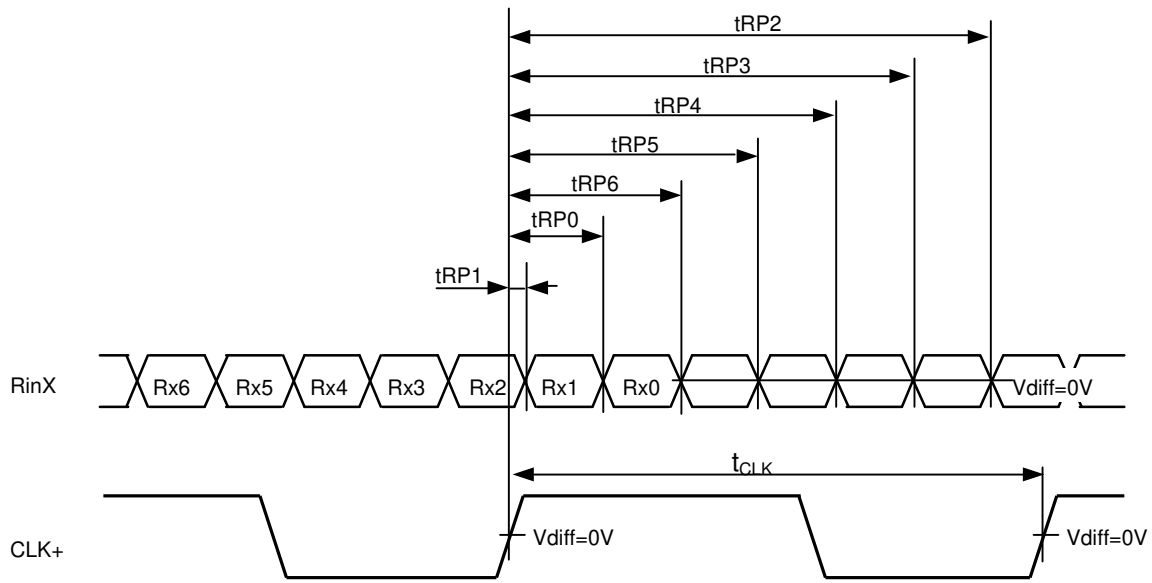 tRP2
tRP3
tRP4
tRP5
tRP6
tRP0
tRP1
RinX Rx6 Rx5 Rx4 Rx3 Rx2 Rx1 Rx0 Vdiff=0V
tCLK
CLK+ Vdiff=0V Vdiff=0V